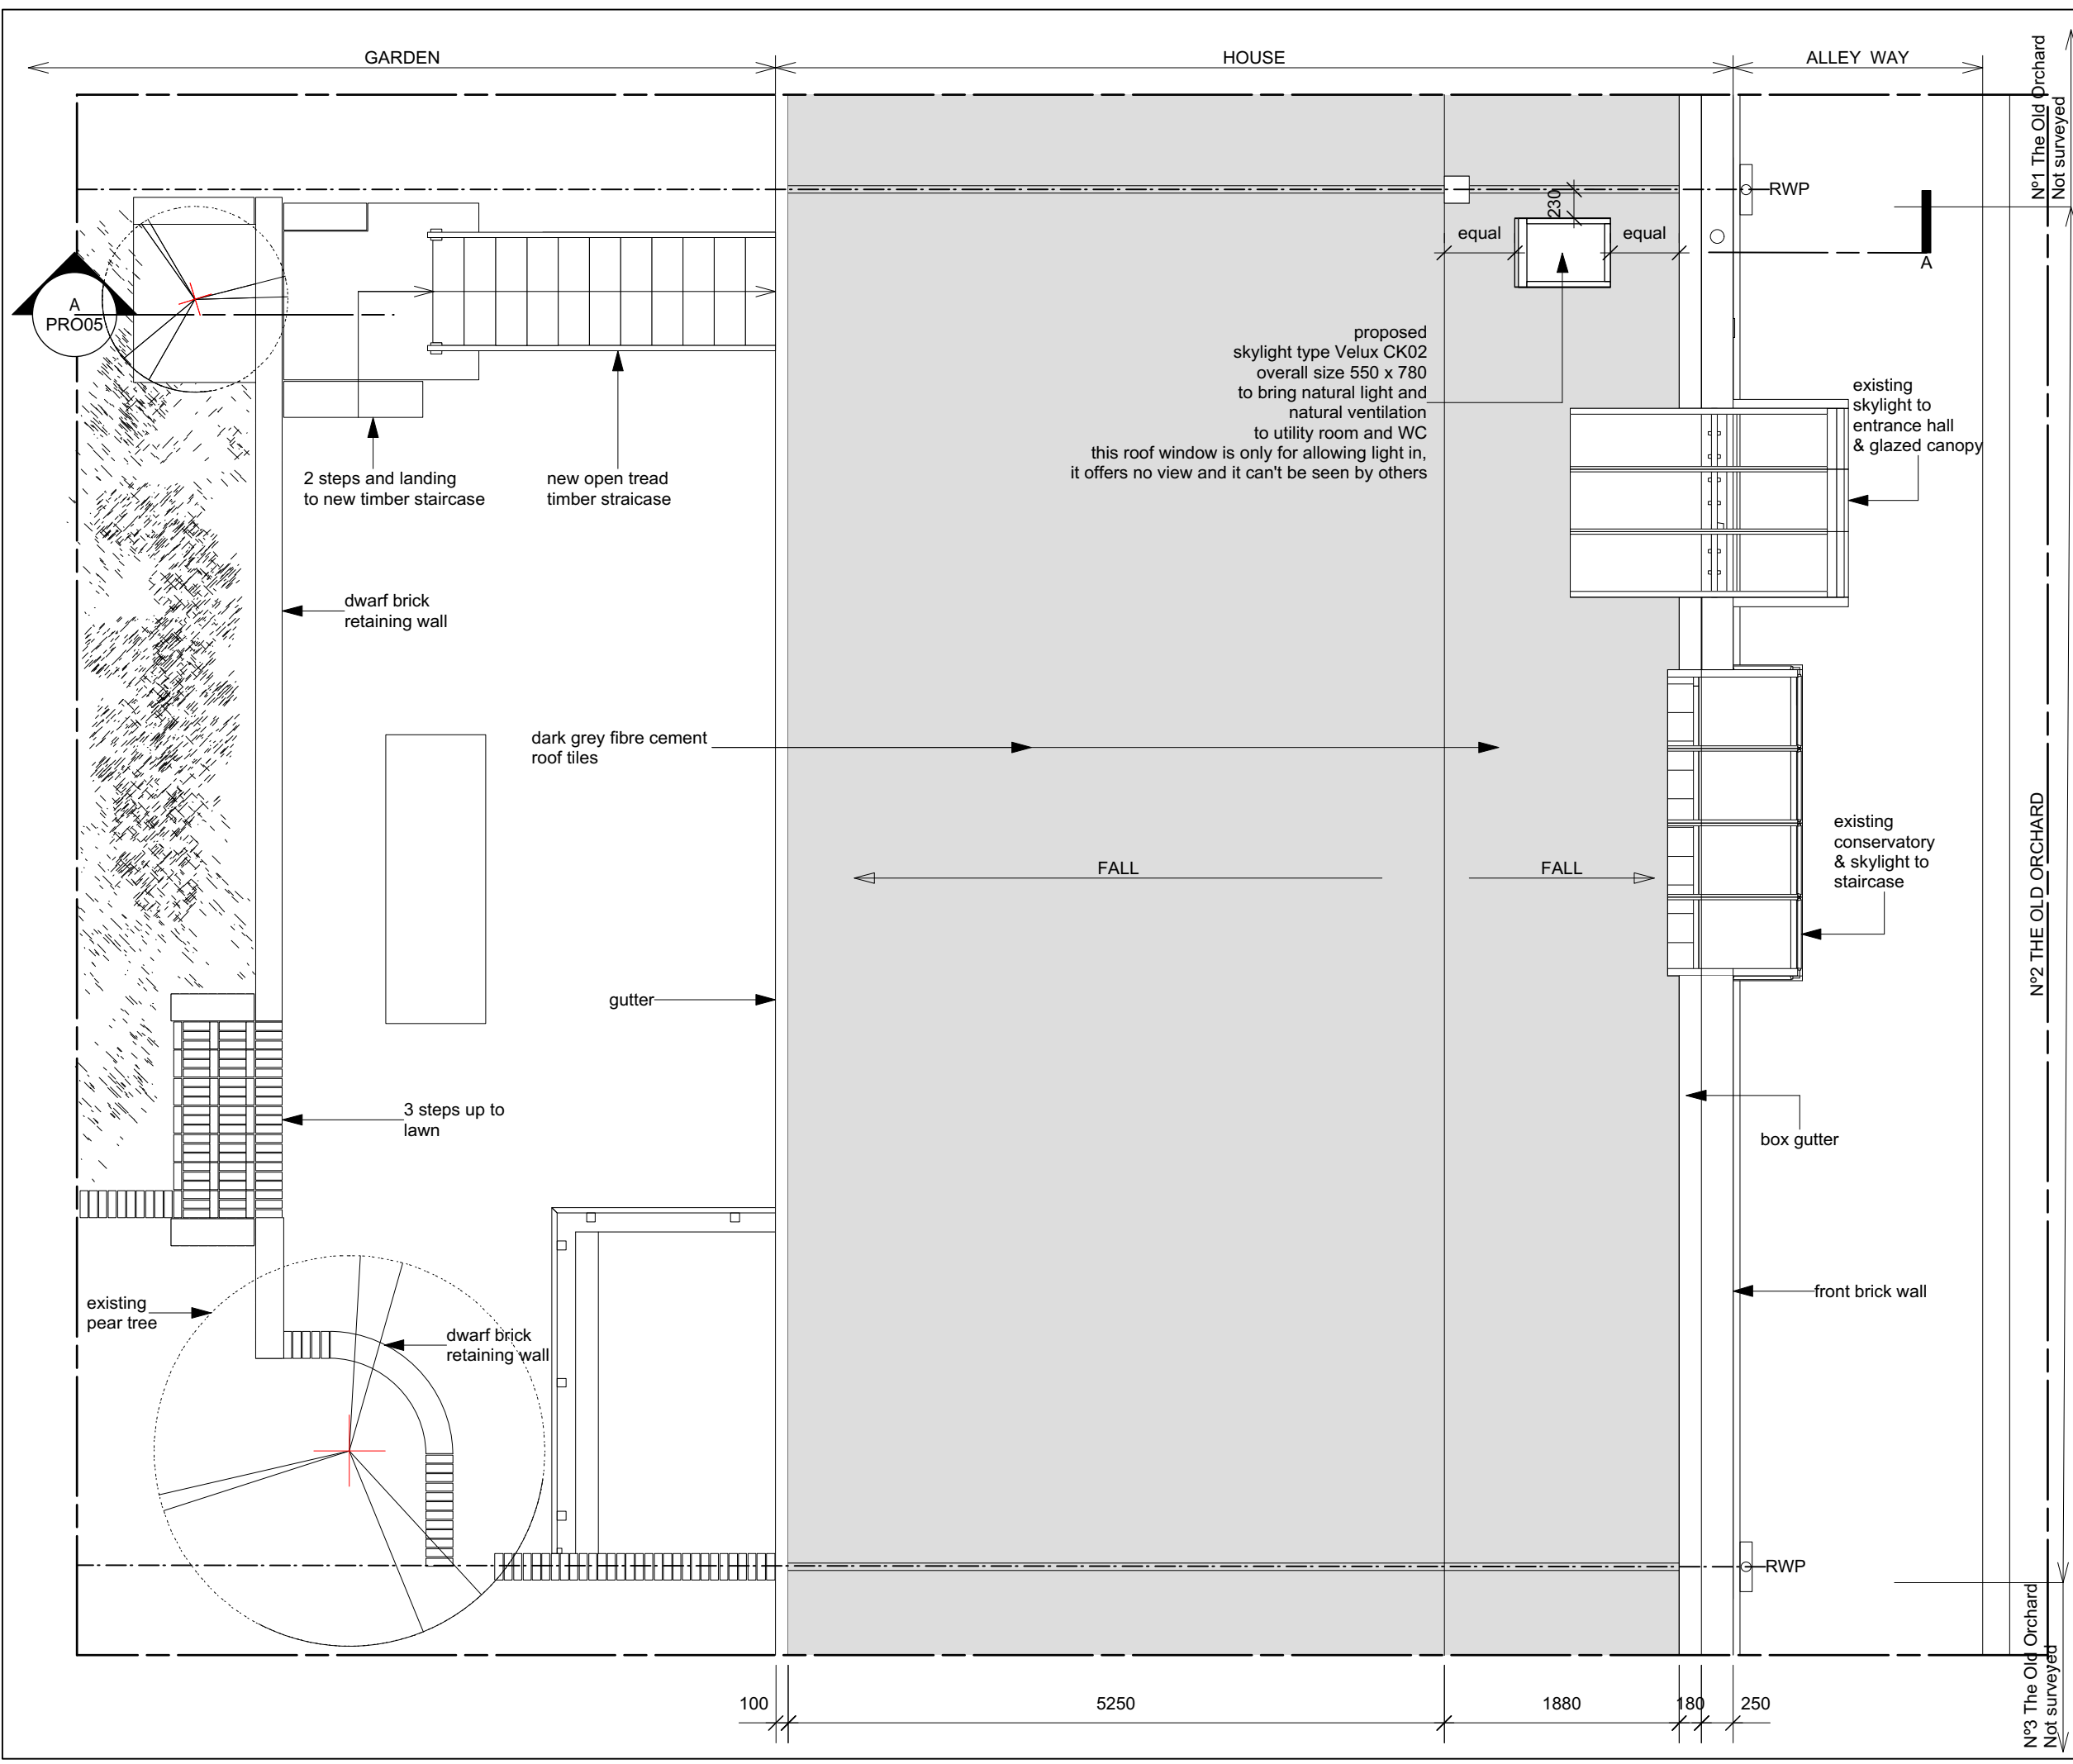 GARDEN
HOUSE
ALLEY WAY
Nº1 The Old Orchard
Not surveyed
RWP
230
equal
equal
A
A
PRO05
proposed
skylight type Velux CK02
overall size 550 x 780
to bring natural light and
natural ventilation
to utility room and WC
this roof window is only for allowing light in,
it offers no view and it can't be seen by others
existing
skylight to
entrance hall
& glazed canopy
2 steps and landing
to new timber staircase
new open tread
timber straicase
dwarf brick
retaining wall
dark grey fibre cement
roof tiles
FALL
FALL
existing
conservatory
& skylight to
staircase
Nº2 THE OLD ORCHARD
gutter
3 steps up to
lawn
box gutter
existing
pear tree
dwarf brick
retaining wall
front brick wall
RWP
Nº3 The Old Orchard
Not surveyed
100
5250
1880
180
250